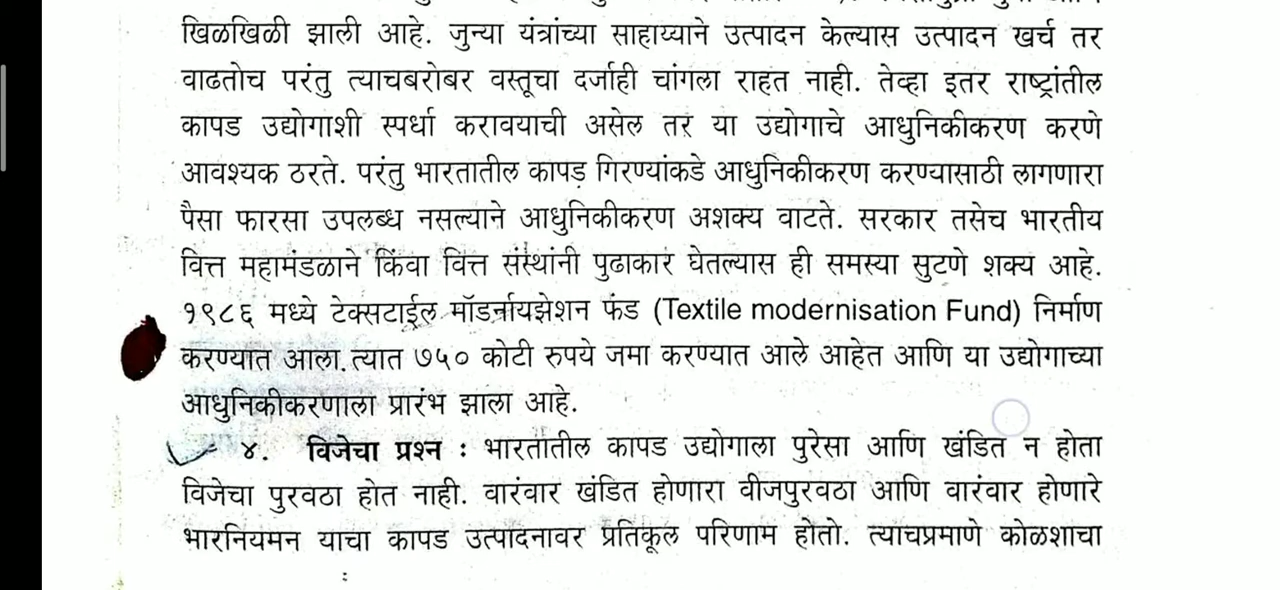 खिळखिळी झाली आहे. जुन्या यंत्रांच्या साहाय्याने उत्पादन केल्यास उत्पादन खर्च तर
वाढतोच परंतु त्याचबरोबर वस्तूचा दर्जाही चांगला राहत नाही. तेव्हा इतर राष्ट्रांतील
कापड उद्योगाशी स्पर्धा करावयाची असेल तर या उद्योगाचे आधुनिकीकरण करणे
आवश्यक ठरते. परंतु भारतातील कापड गिरण्यांकडे आधुनिकीकरण करण्यासाठी लागणारा
पैसा फारसा उपलब्ध नसल्याने आधुनिकीकरण अशक्य वाटते. सरकार तसेच भारतीय
वित्त महामंडळाने किंवा वित्त संस्थांनी पुढाकार घेतल्यास ही समस्या सुटणे शक्य आहे.
१९८६ मध्ये टेक्सटाईल मॉडर्नायझेशन फंड (Textile modernisation Fund) निर्माण
करण्यात आला. त्यात ७५० कोटी रुपये जमा करण्यात आले आहेत आणि या उद्योगाच्या
आधुनिकीकरणाला प्रारंभ झाला आहे.
४. विजेचा प्रश्न : भारतातील कापड उद्योगाला पुरेसा आणि खंडित न होता
विजेचा पुरवठा होत नाही. वारंवार खंडित होणारा वीजपुरवठा आणि वारंवार होणारे
भारनियमन याचा कापड उत्पादनावर प्रतिकूल परिणाम होतो. त्याचप्रमाणे कोळशाचा